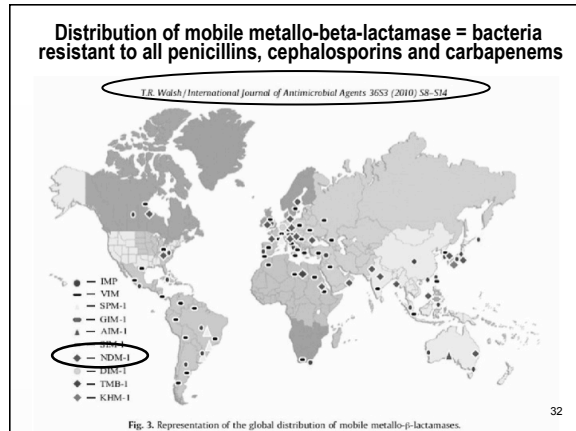 Distribution of mobile metallo-beta-lactamase = bacteria
resistant to all penicillins, cephalosporins and carbapenems
T.R. Walsh / International Journal of Antimicrobial Agents 36S3 (2010) S8–S14
IMP
VIM
SPM-1
GIM-1
AIM-1
SIM-1
NDM-1
DIM-1
TMB-1
KHM-1
Fig. 3. Representation of the global distribution of mobile metallo-β-lactamases.
32